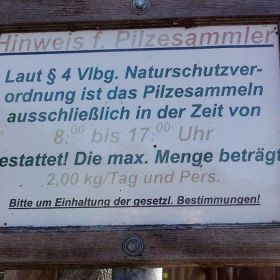 Hinweis f. Pilzesammler
Laut § 4 Vlbg. Naturschutzver-
ordnung ist das Pilzesammeln
ausschließlich in der Zeit von
8:00 bis 17:00 Uhr
estattet! Die max. Menge beträgt
2,00 kg/Tag und Pers.
Bitte um Einhaltung der gesetzl. Bestimmungen!